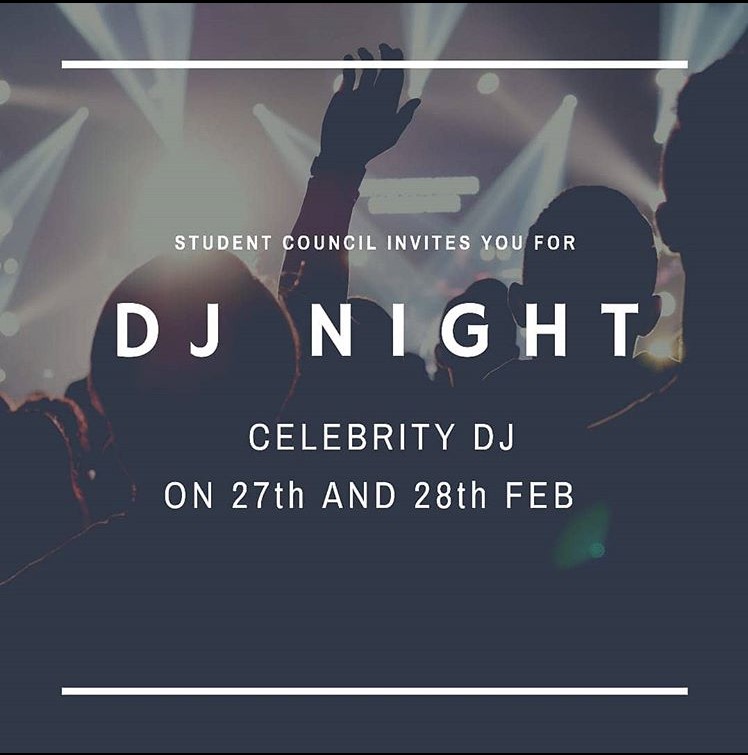 STUDENT COUNCIL INVITES YOU FOR
DJ NIGHT
CELEBRITY DJ
ON 27th AND 28th FEB